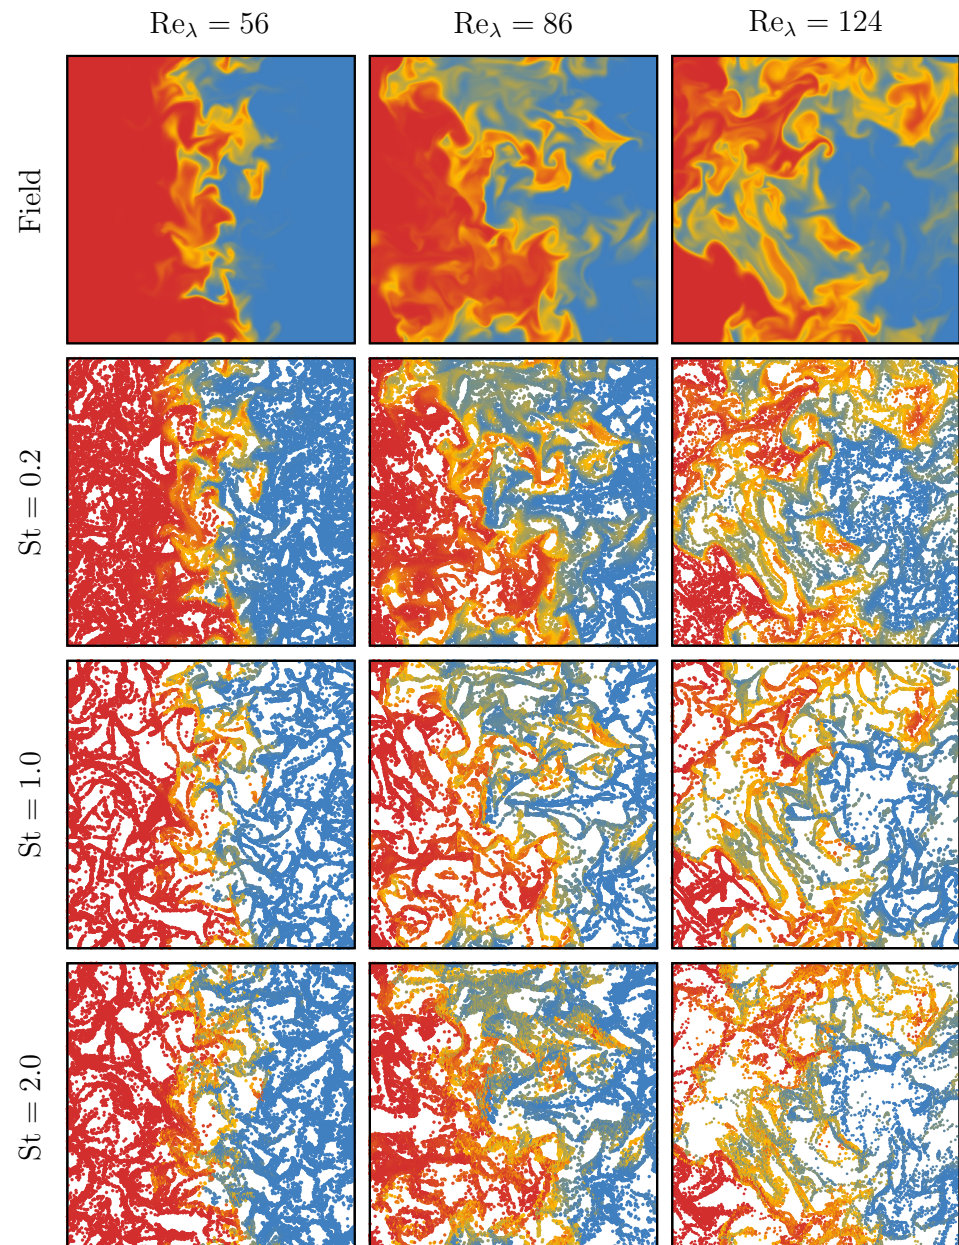 Re_λ = 56
Re_λ = 86
Re_λ = 124
Field
St = 0.2
St = 1.0
St = 2.0